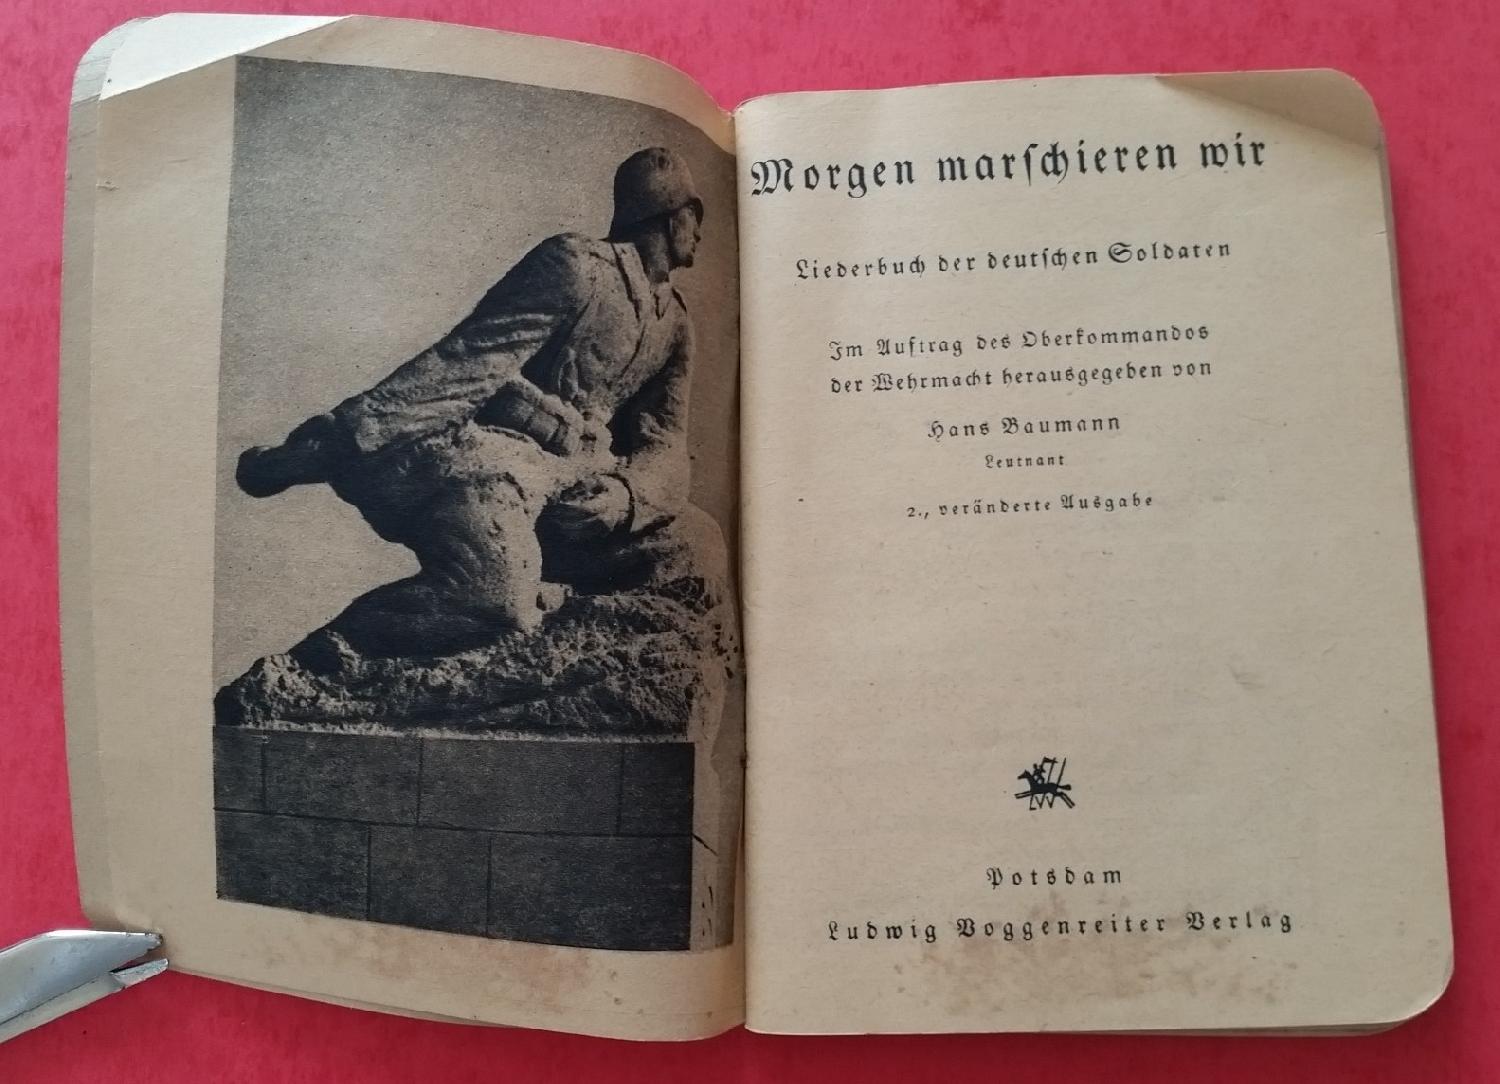 Morgen marſchieren wir
Liederbuch der deutſchen Soldaten
Im Auftrag des Oberkommandos
der Wehrmacht herausgegeben von
Hans Baumann
Leutnant
2., veränderte Ausgabe
Potsdam
Ludwig Voggenreiter Verlag